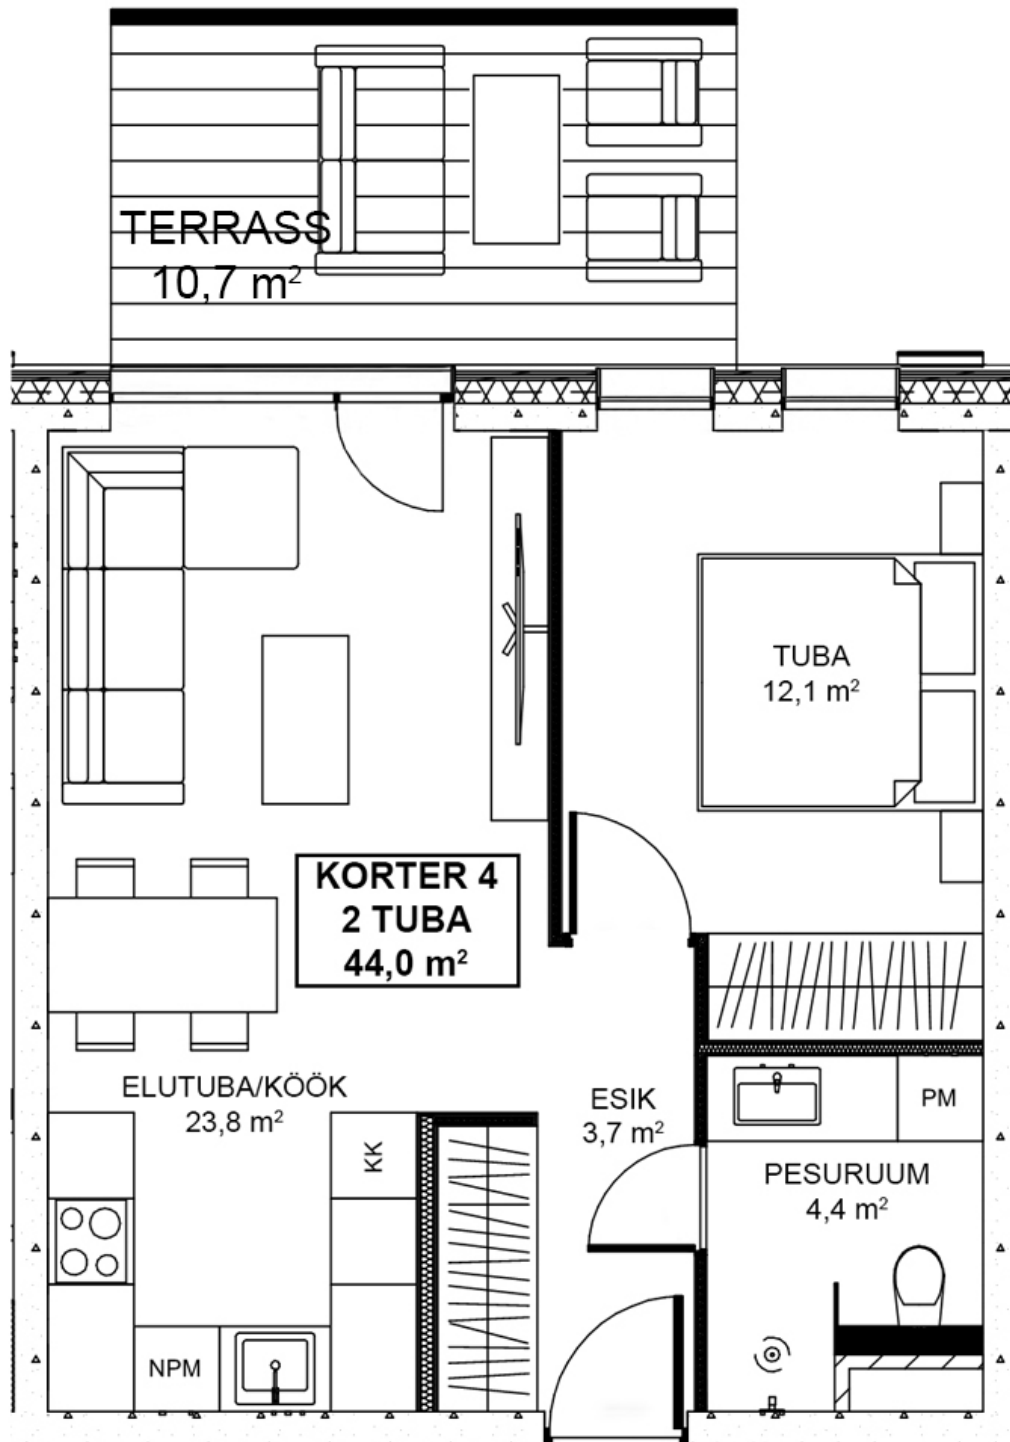 TERRASS
10,7 m²
TUBA
12,1 m²
KORTER 4
2 TUBA
44,0 m²
ELUTUBA/KÖÖK
23,8 m²
ESIK
3,7 m²
PM
KK
PESURUUM
4,4 m²
NPM